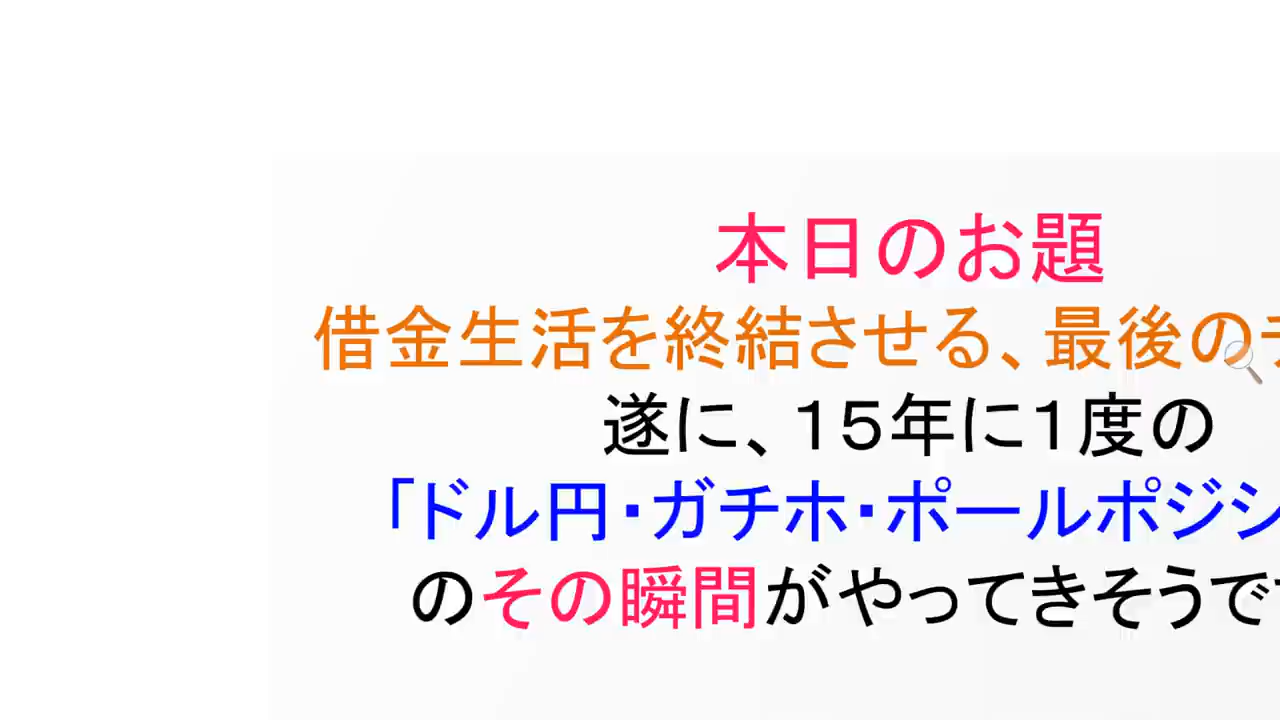 本日のお題
借金生活を終結させる、最後の
遂に、１５年に１度の
「ドル円・ガチホ・ポールポジシ
のその瞬間がやってきそうで